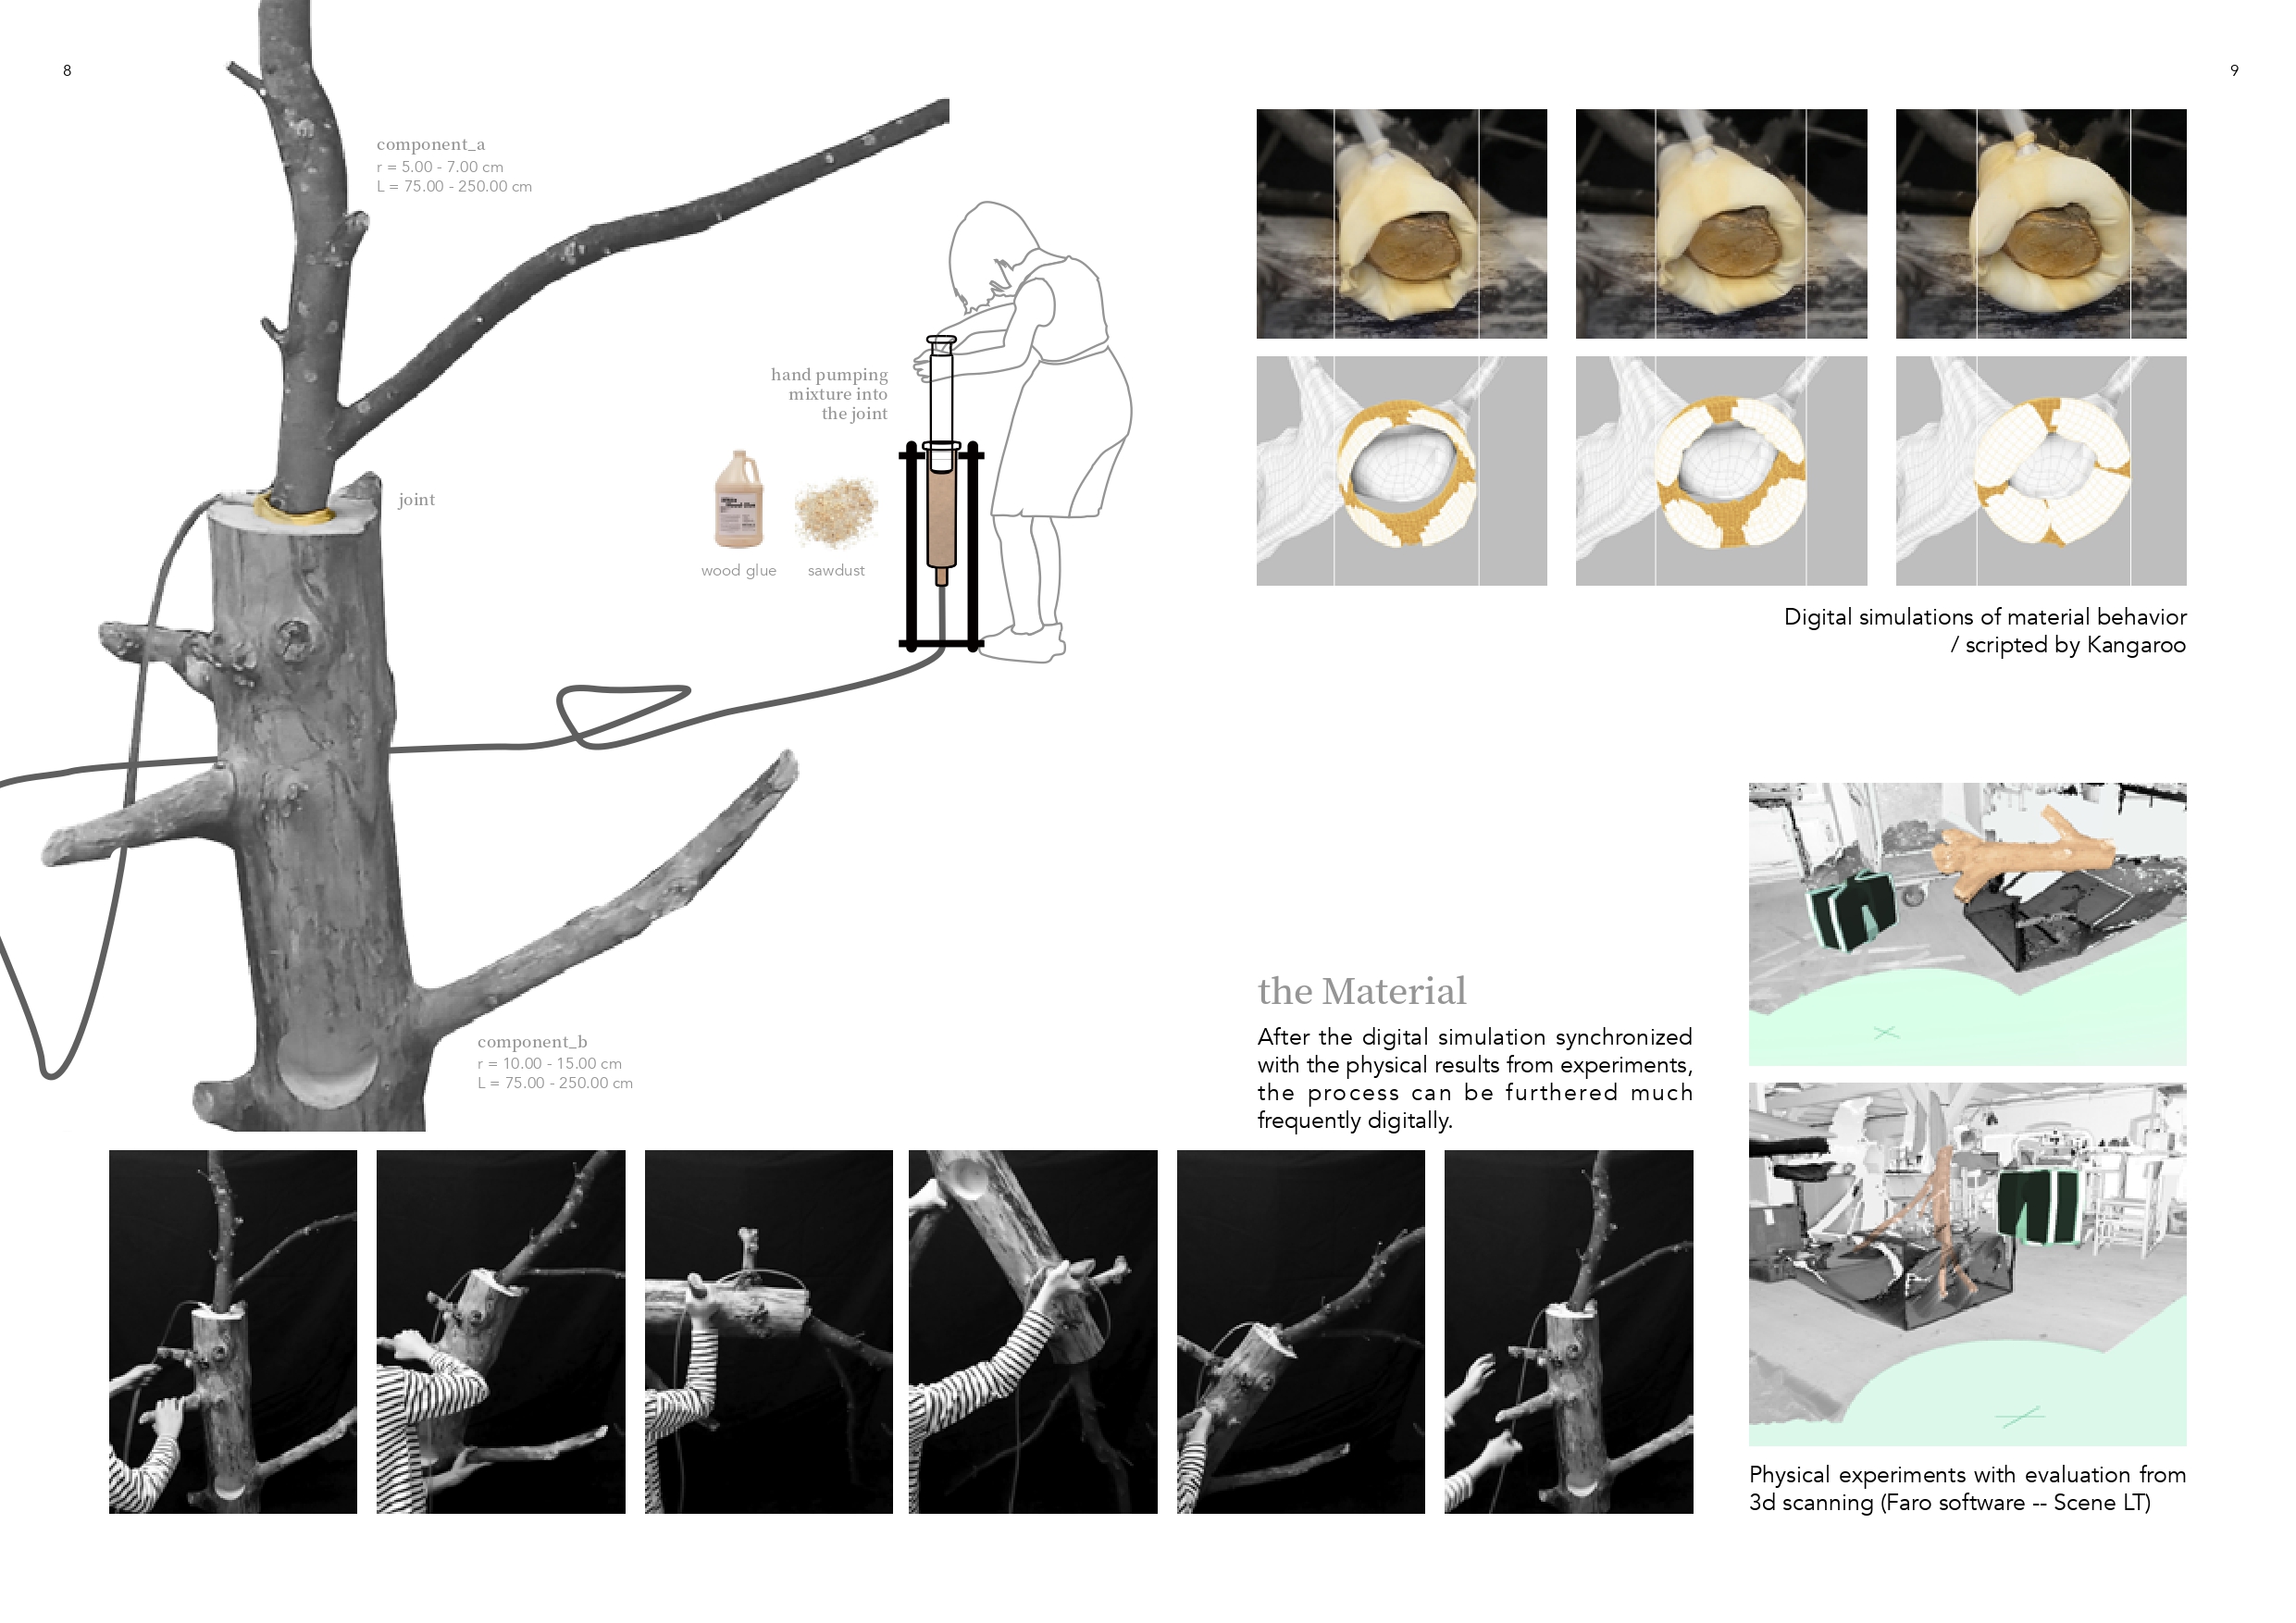 8
9
component_a
r = 5.00 - 7.00 cm
L = 75.00 - 250.00 cm
hand pumping
mixture into
the joint
joint
wood glue
sawdust
component_b
r = 10.00 - 15.00 cm
L = 75.00 - 250.00 cm
Digital simulations of material behavior
/ scripted by Kangaroo
the Material
After the digital simulation synchronized
with the physical results from experiments,
the process can be furthered much
frequently digitally.
Physical experiments with evaluation from
3d scanning (Faro software -- Scene LT)